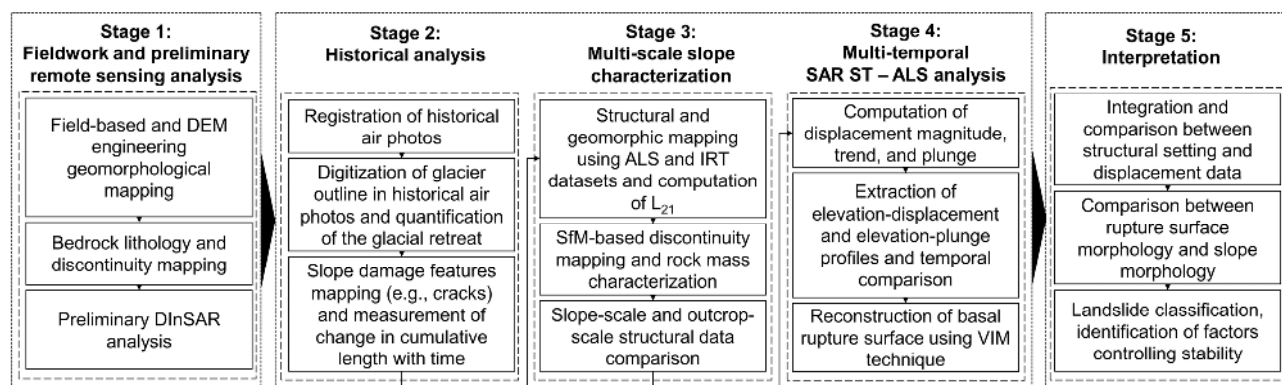 Stage 1:
Fieldwork and preliminary
remote sensing analysis
Field-based and DEM
engineering
geomorphological
mapping
Bedrock lithology and
discontinuity mapping
Preliminary DInSAR
analysis
Stage 2:
Historical analysis
Registration of historical
air photos
Digitization of glacier
outline in historical air
photos and quantification
of the glacial retreat
Slope damage features
mapping (e.g., cracks)
and measurement of
change in cumulative
length with time
Stage 3:
Multi-scale slope
characterization
Structural and
geomorphic mapping
using ALS and IRT
datasets and computation
of L21
SfM-based discontinuity
mapping and rock mass
characterization
Slope-scale and outcrop-
scale structural data
comparison
Stage 4:
Multi-temporal
SAR ST – ALS analysis
Computation of
displacement magnitude,
trend, and plunge
Extraction of
elevation-displacement
and elevation-plunge
profiles and temporal
comparison
Reconstruction of basal
rupture surface using VIM
technique
Stage 5:
Interpretation
Integration and
comparison between
structural setting and
displacement data
Comparison between
rupture surface
morphology and slope
morphology
Landslide classification,
identification of factors
controlling stability